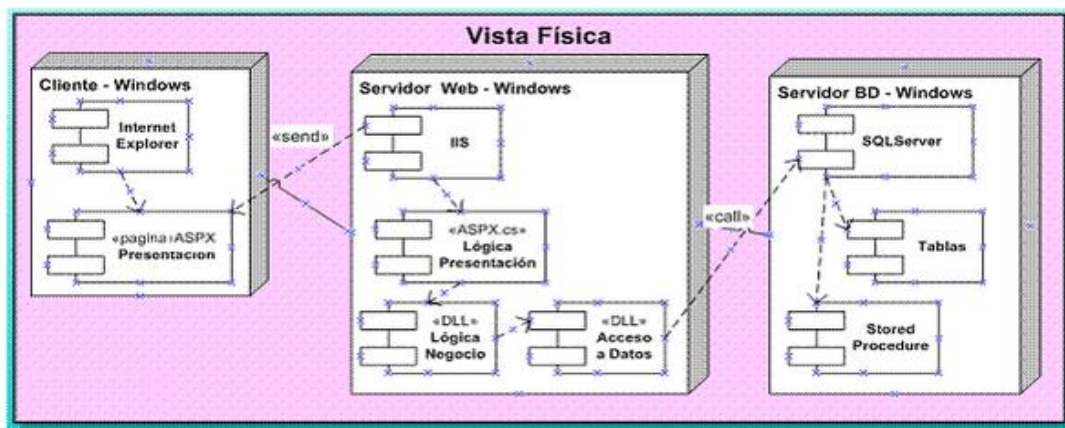 Vista Física
Cliente - Windows
Internet
Explorer
«pagina»ASPX
Presentación
«send»
Servidor Web - Windows
IIS
«ASPX.cs»
Lógica
Presentación
«DLL»
Lógica
Negocio
«DLL»
Acceso
a Datos
«call»
Servidor BD - Windows
SQLServer
Tablas
Stored
Procedure